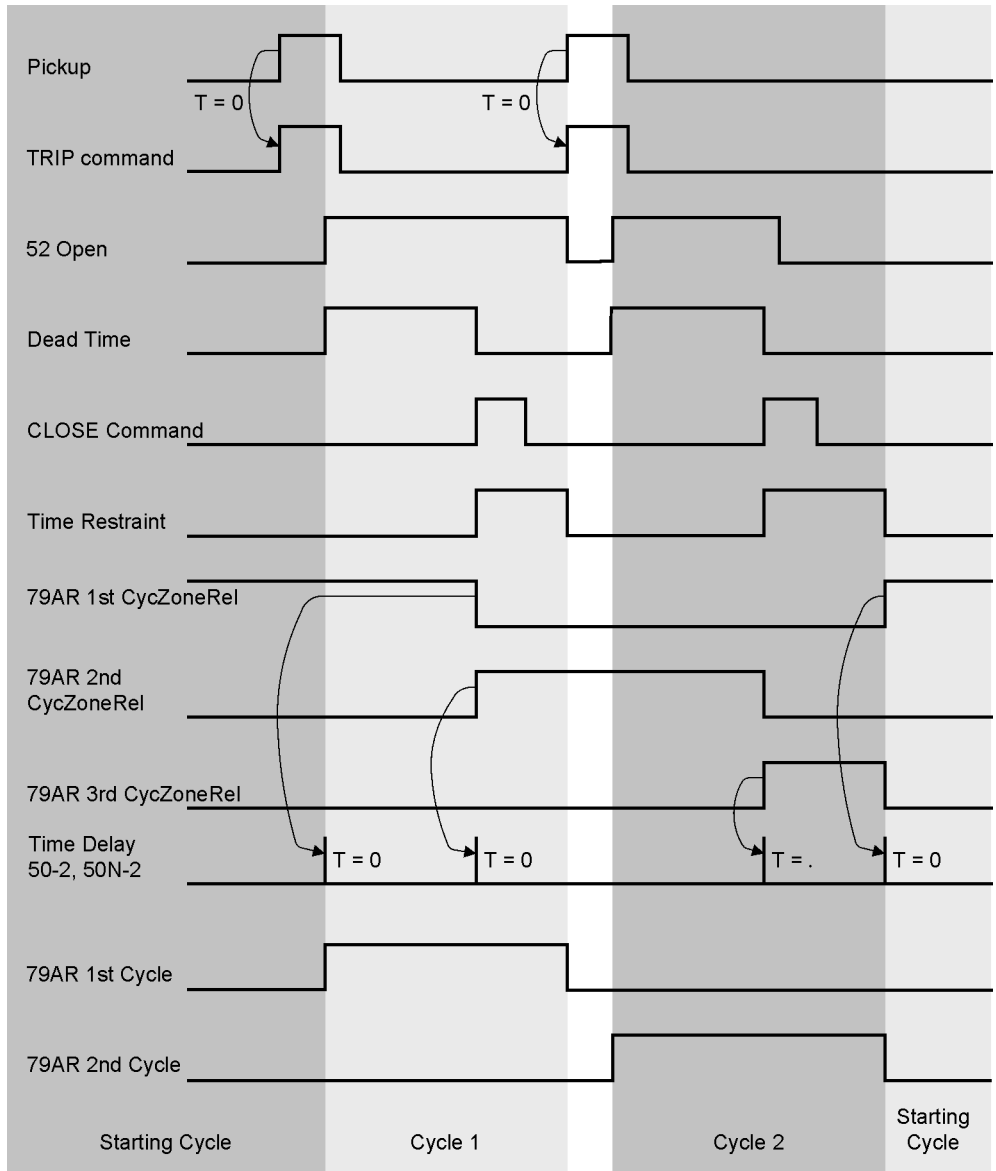 Pickup
T = 0
T = 0
TRIP command
52 Open
Dead Time
CLOSE Command
Time Restraint
79AR 1st CycZoneRel
79AR 2nd
CycZoneRel
79AR 3rd CycZoneRel
Time Delay
50-2, 50N-2
T = 0
T = 0
T = .
T = 0
79AR 1st Cycle
79AR 2nd Cycle
Starting Cycle
Cycle 1
Cycle 2
Starting
Cycle